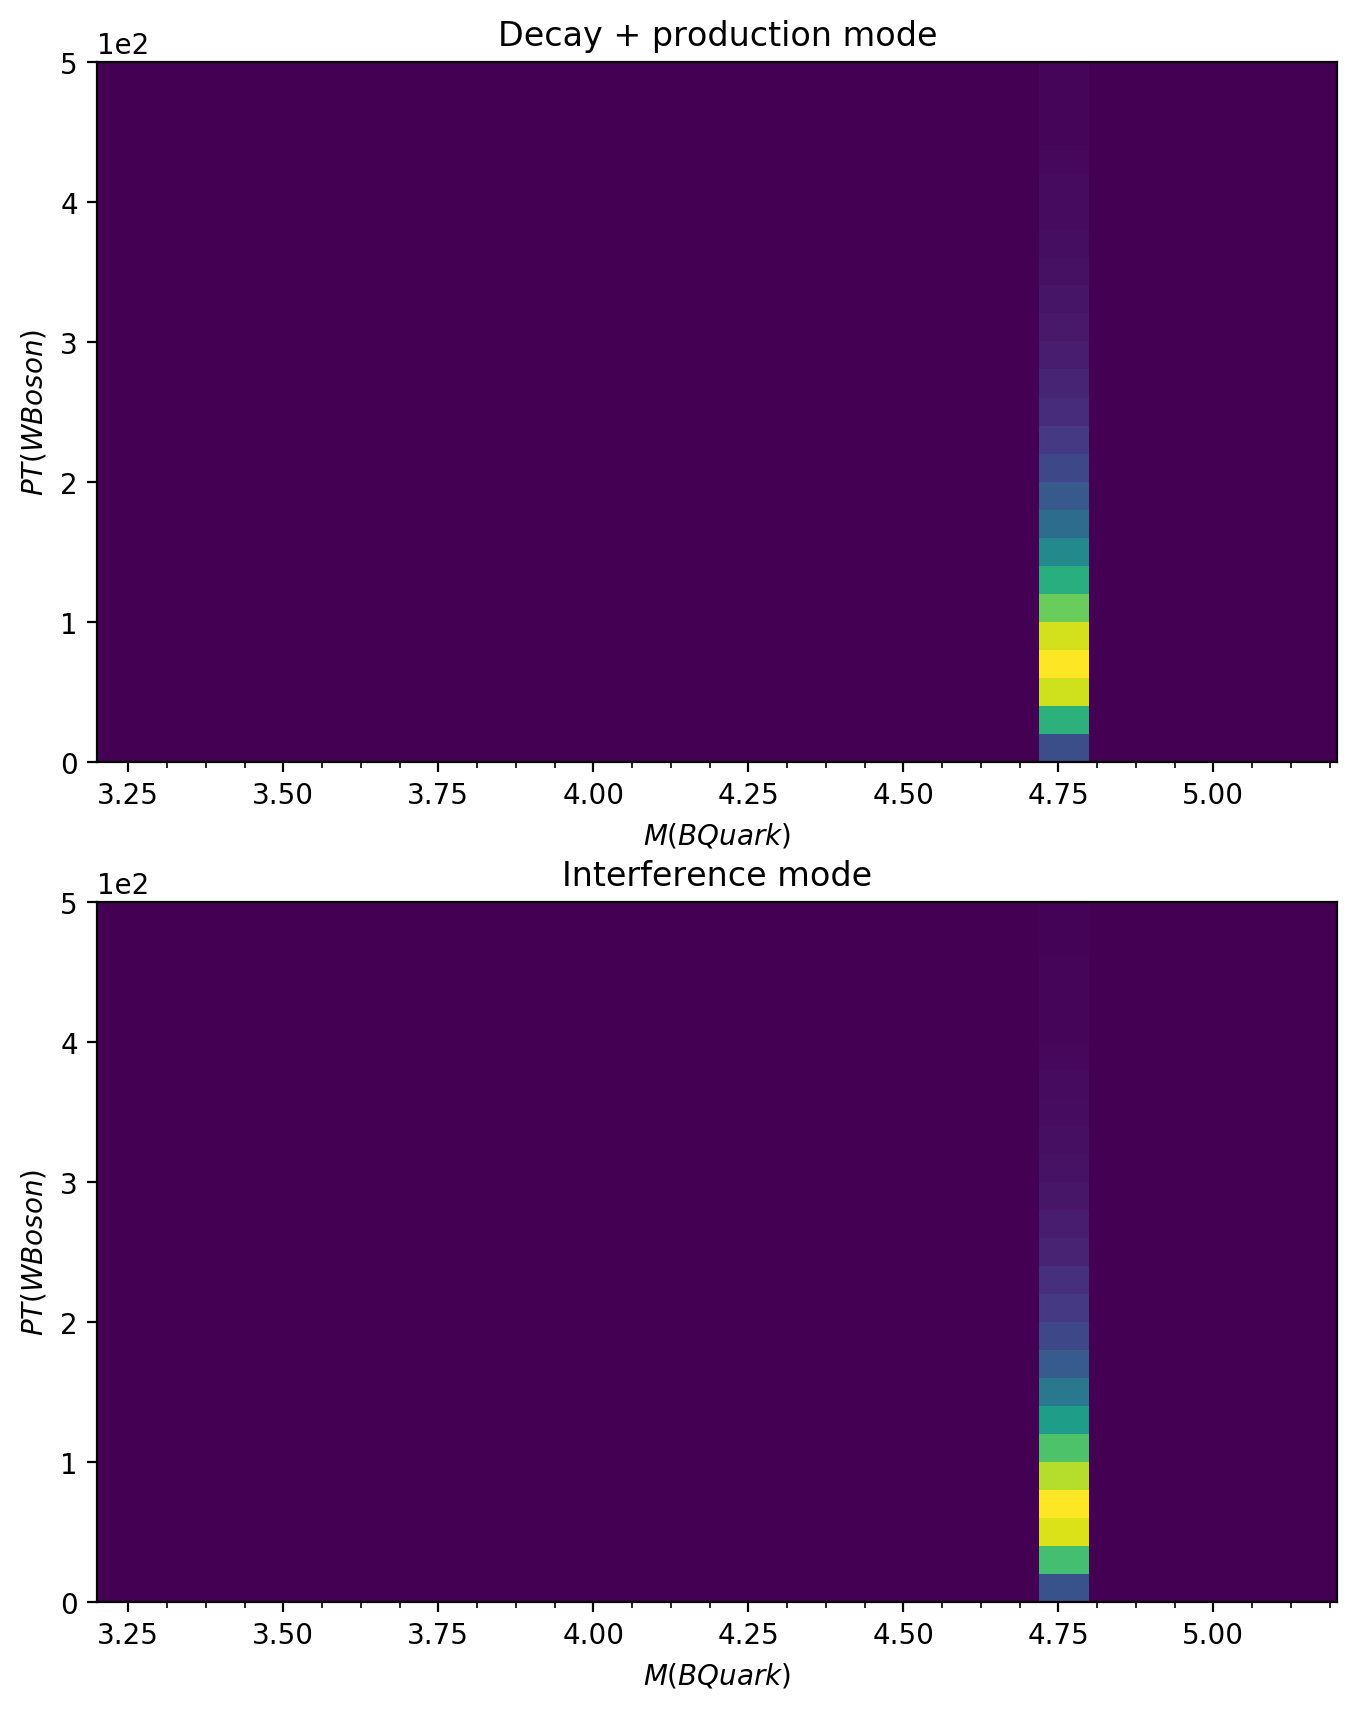 Decay + production mode
1e2
5
4
3
2
1
0
PT(WBoson)
3.25 3.50 3.75 4.00 4.25 4.50 4.75 5.00
M(BQuark)
Interference mode
1e2
5
4
3
2
1
0
PT(WBoson)
3.25 3.50 3.75 4.00 4.25 4.50 4.75 5.00
M(BQuark)